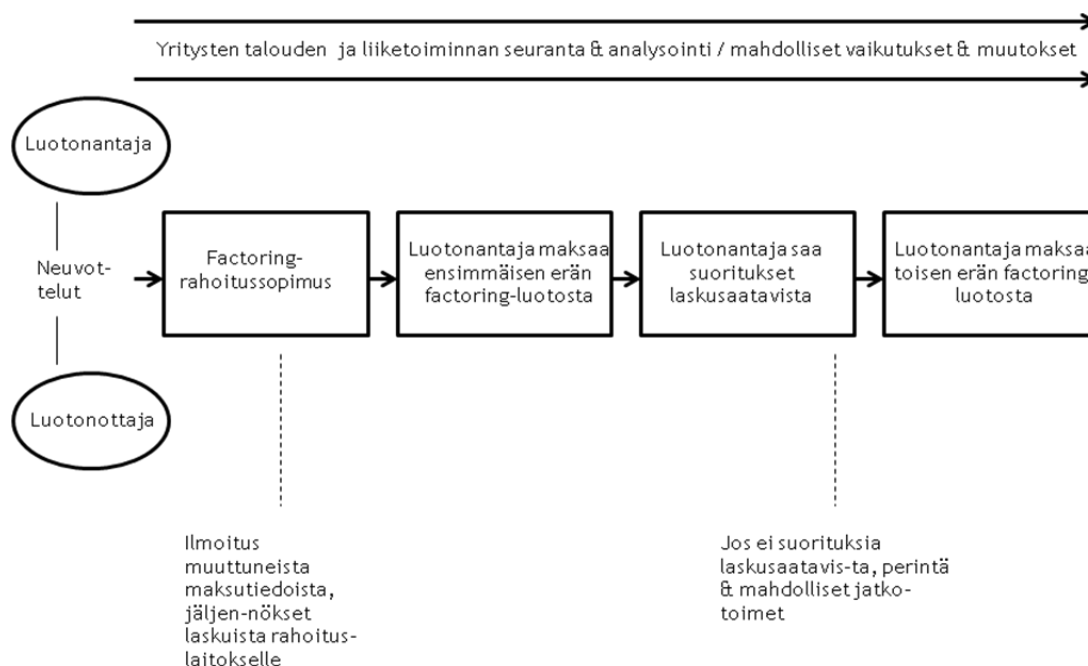 Yritysten talouden ja liiketoiminnan seuranta & analysointi / mahdolliset vaikutukset & muutokset
Luotonantaja
Neuvot-
telut
Luotonottaja
Factoring-
rahoitussopimus
Luotonantaja maksaa
ensimmäisen erän
factoring-luotosta
Luotonantaja saa
suoritukset
laskusaatavista
Luotonantaja maksaa
toisen erän factoring-
luotosta
Ilmoitus
muuttuneista
maksutiedoista,
jäljen-nökset
laskuista rahoitus-
laitokselle
Jos ei suorituksia
laskusaatavis-ta, perintä
& mahdolliset jatko-
toimet